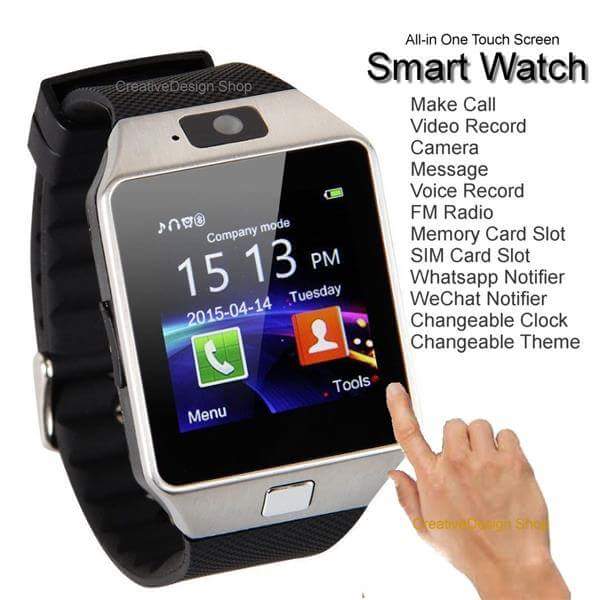 All-in One Touch Screen
Smart Watch
CreativeDesign Shop
Make Call
Video Record
Camera
Message
Voice Record
FM Radio
Memory Card Slot
SIM Card Slot
Whatsapp Notifier
WeChat Notifier
Changeable Clock
Changeable Theme
Company mode
15 13 PM
2015-04-14 Tuesday
Menu
Tools
CreativeDesign Shop